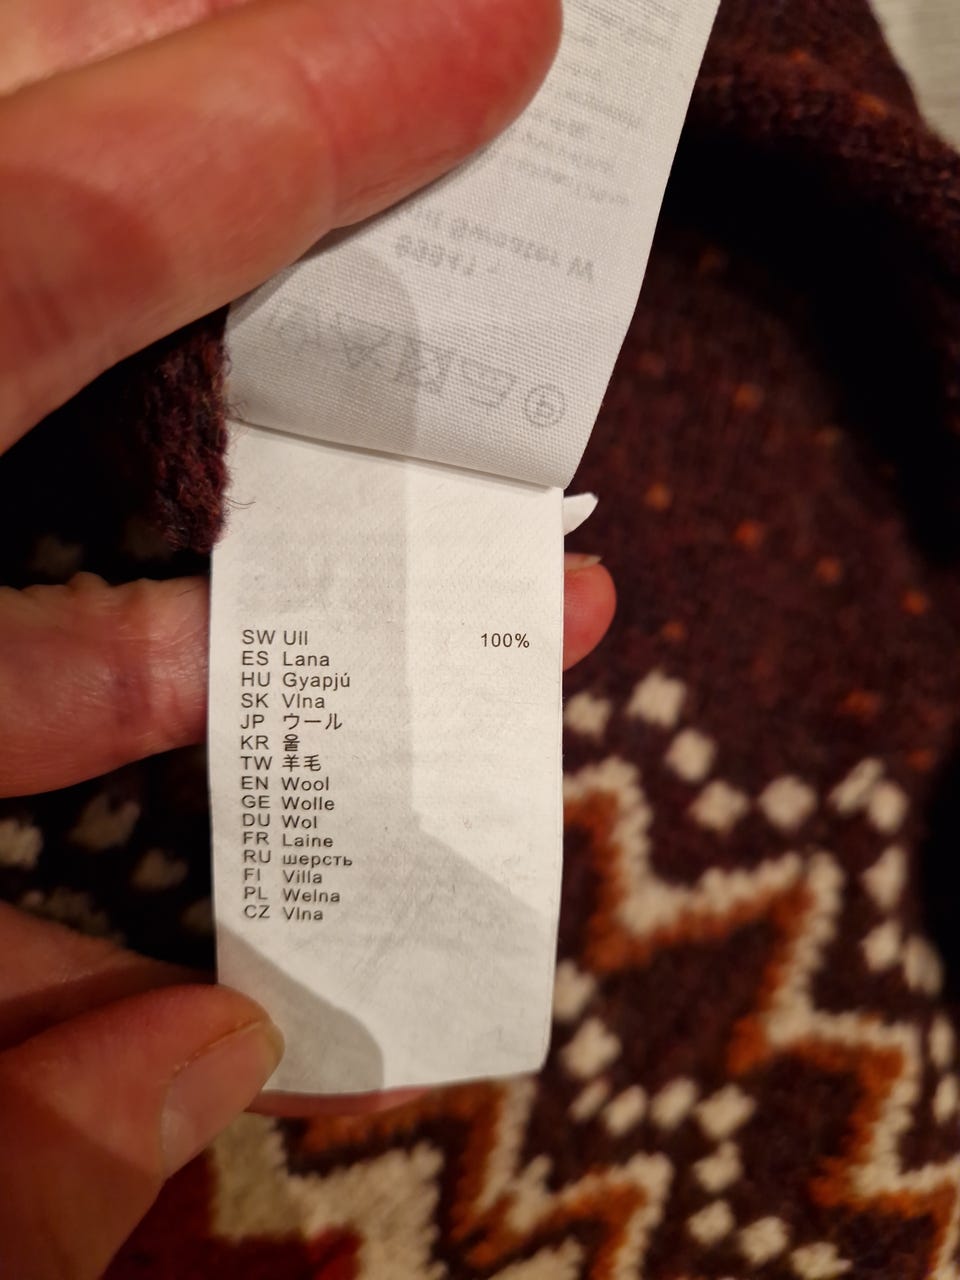 SW Ull 100%
ES Lana
HU Gyapjú
SK Vlna
JP ウール
KR 울
TW 羊毛
EN Wool
GE Wolle
DU Wol
FR Laine
RU шерсть
FI Villa
PL Welna
CZ Vlna